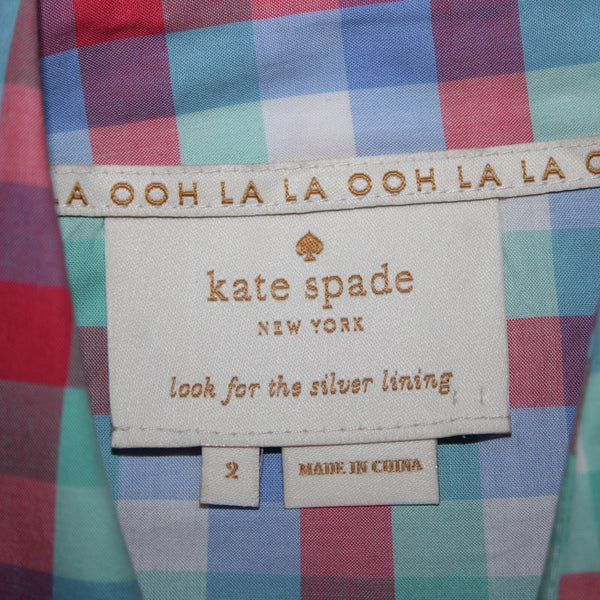 LA OOH LA LA OOH LA LA
kate spade
NEW YORK
look for the silver lining
2
MADE IN CHINA